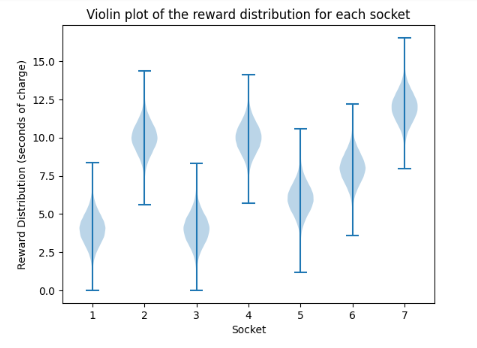 Violin plot of the reward distribution for each socket
Reward Distribution (seconds of charge)
15.0
12.5
10.0
7.5
5.0
2.5
0.0
1 2 3 4 5 6 7
Socket